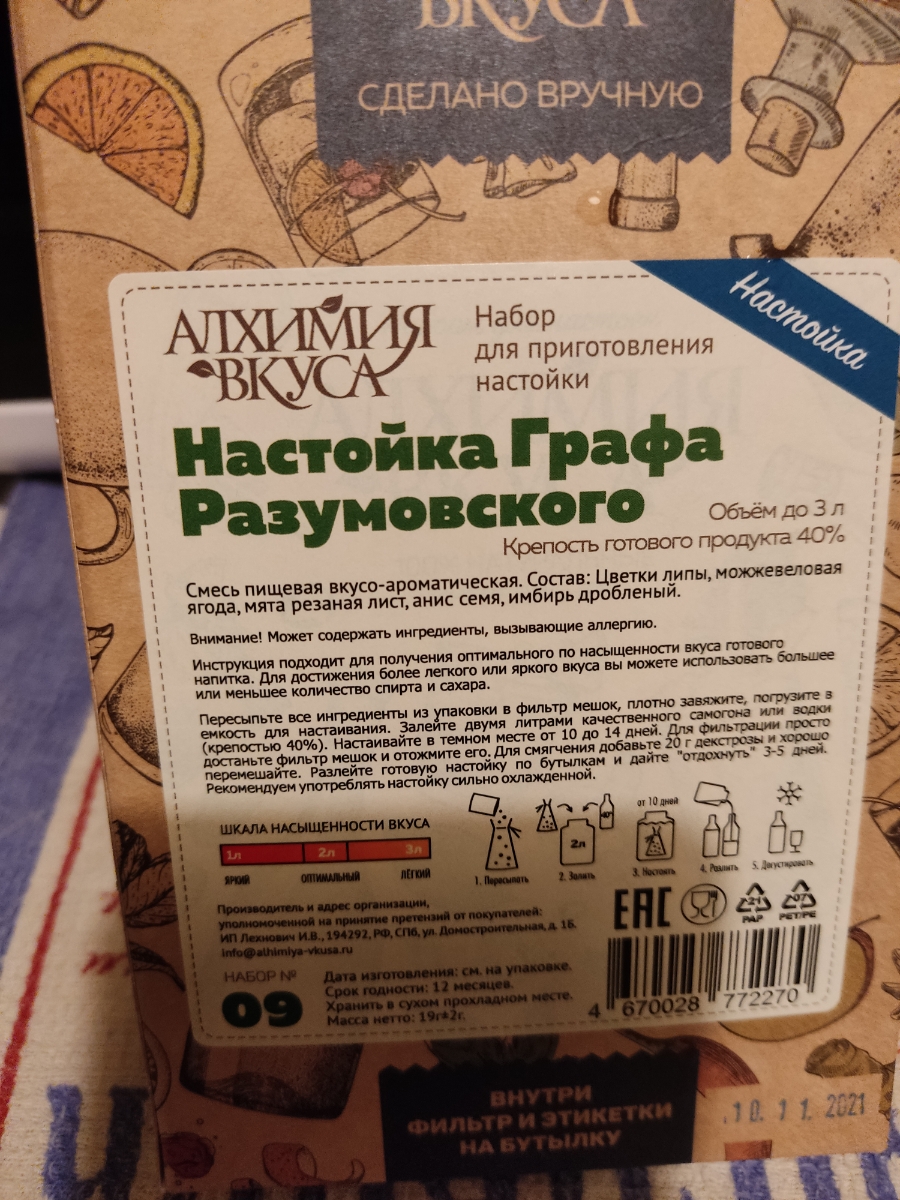 ВКУСА
СДЕЛАНО ВРУЧНУЮ
Настойка
АЛХИМИЯ
ВКУСА
Набор
для приготовления
настойки
Настойка Графа
Разумовского
Объём до 3 л
Крепость готового продукта 40%
Смесь пищевая вкусо-ароматическая. Состав: Цветки липы, можжевеловая
ягода, мята резаная лист, анис семя, имбирь дробленый.
Внимание! Может содержать ингредиенты, вызывающие аллергию.
Инструкция подходит для получения оптимального по насыщенности вкуса готового
напитка. Для достижения более легкого или яркого вкуса вы можете использовать большее
или меньшее количество спирта и сахара.
Пересыпьте все ингредиенты из упаковки в фильтр мешок, плотно завяжите, погрузите в
емкость для настаивания. Залейте двумя литрами качественного самогона или водки
(крепостью 40%). Настаивайте в темном месте от 10 до 14 дней. Для фильтрации просто
достаньте фильтр мешок и отожмите его. Для смягчения добавьте 20 г декстрозы и хорошо
перемешайте. Разлейте готовую настойку по бутылкам и дайте "отдохнуть" 3-5 дней.
Рекомендуем употреблять настойку сильно охлажденной.
ШКАЛА НАСЫЩЕННОСТИ ВКУСА
1л 2л 3л
ЯРКИЙ ОПТИМАЛЬНЫЙ ЛЁГКИЙ
40°
2л
от 10 дней
1. Пересыпать 2. Залить 3. Настоять 4. Разлить 5. Дегустировать
Производитель и адрес организации,
уполномоченной на принятие претензий от покупателей:
ИП Лехнович И.В., 194292, РФ, СПб, ул. Домостроительная, д. 1Б.
info@alhimiya-vkusa.ru
EAC
21
PAP
07
PET/PE
НАБОР №
09
Дата изготовления: см. на упаковке.
Срок годности: 12 месяцев.
Хранить в сухом прохладном месте.
Масса нетто: 19г±2г.
4 670028 772270
ВНУТРИ
ФИЛЬТР И ЭТИКЕТКИ
НА БУТЫЛКУ
.10.11.2021